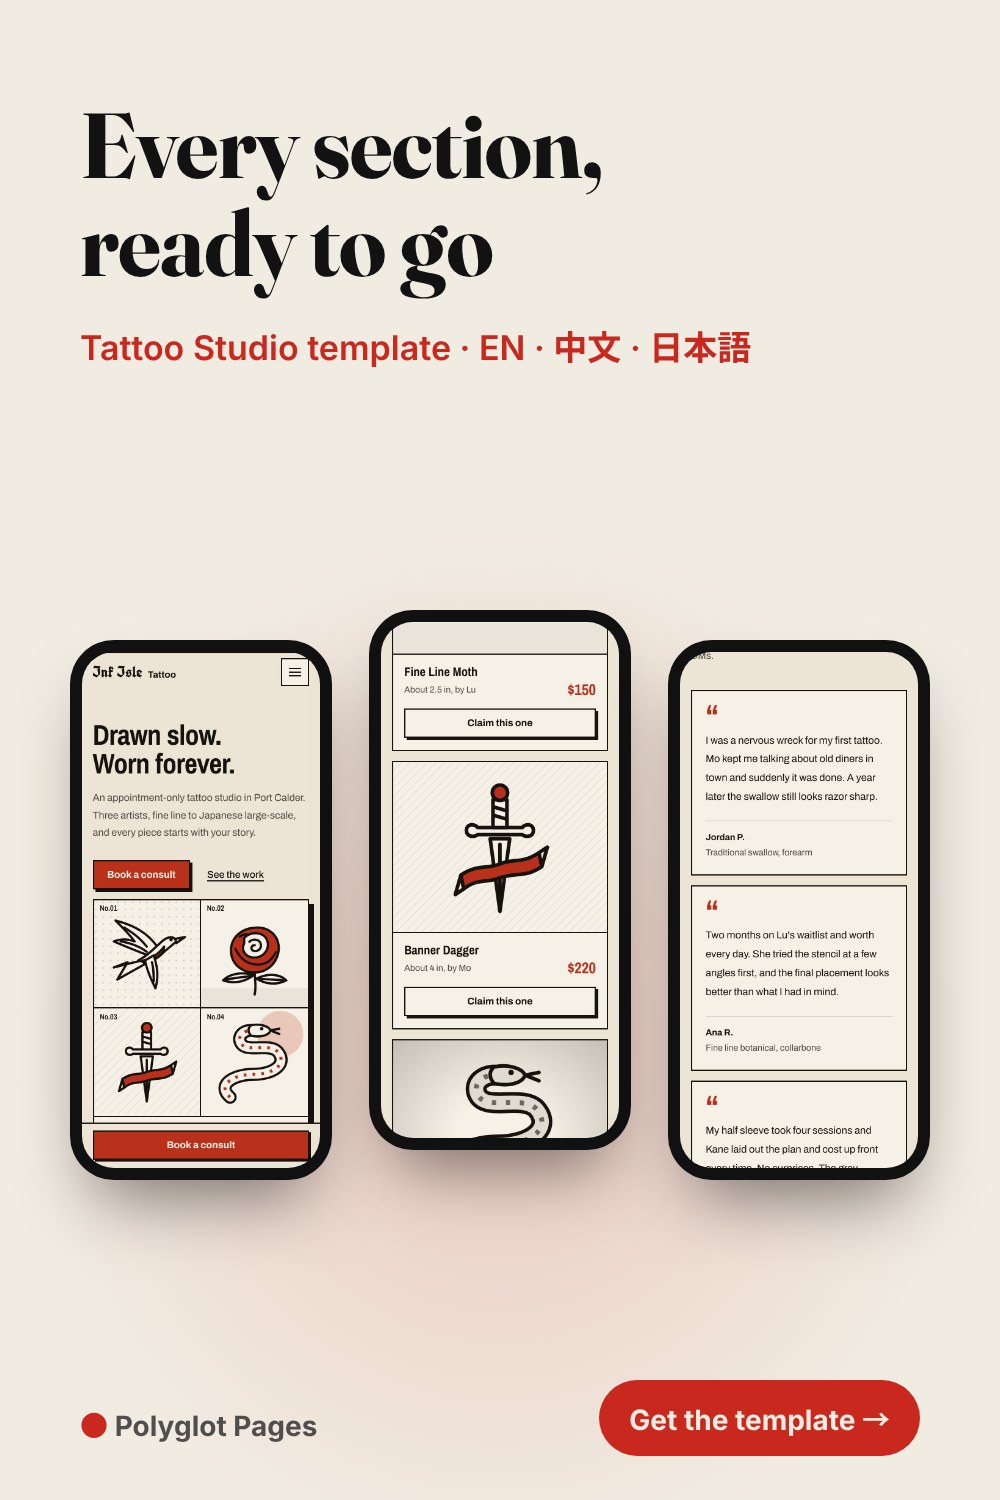 Every section,
ready to go
Tattoo Studio template · EN · 中文 · 日本語
Ink Isle Tattoo
Drawn slow.
Worn forever.
An appointment-only tattoo studio in Port Calder.
Three artists, fine line to Japanese large-scale,
and every piece starts with your story.
Book a consult
See the work
No.01
No.02
No.03
No.04
Book a consult
Fine Line Moth
About 2.5 in, by Lu
$150
Claim this one
Banner Dagger
About 4 in, by Mo
$220
Claim this one
“
I was a nervous wreck for my first tattoo.
Mo kept me talking about old diners in
town and suddenly it was done. A year
later the swallow still looks razor sharp.
Jordan P.
Traditional swallow, forearm
“
Two months on Lu's waitlist and worth
every day. She tried the stencil at a few
angles first, and the final placement looks
better than what I had in mind.
Ana R.
Fine line botanical, collarbone
“
My half sleeve took four sessions and
Kane laid out the plan and cost up front
every time. No surprises. The gray
Polyglot Pages
Get the template →